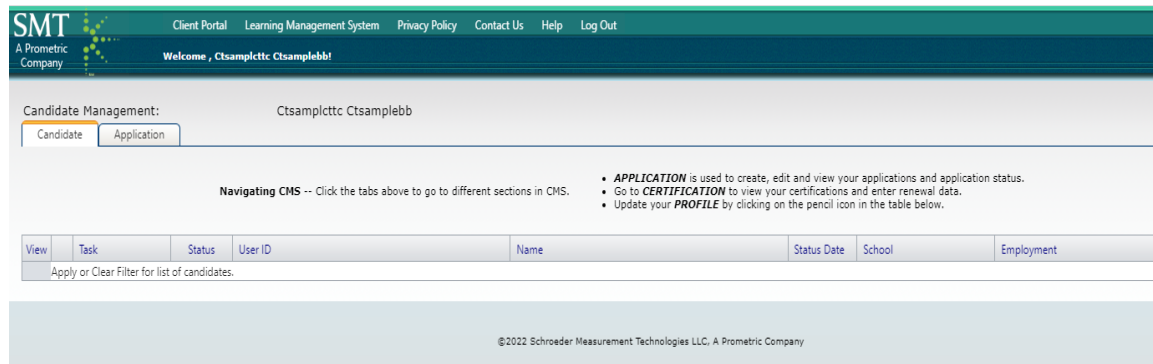 SMT
A Prometric
Company
Client Portal Learning Management System Privacy Policy Contact Us Help Log Out
Welcome , Ctsamplcttc Ctsamplebb!
Candidate Management: Ctsamplcttc Ctsamplebb
Candidate Application
Navigating CMS -- Click the tabs above to go to different sections in CMS.
• APPLICATION is used to create, edit and view your applications and application status.
• Go to CERTIFICATION to view your certifications and enter renewal data.
• Update your PROFILE by clicking on the pencil icon in the table below.
View Task Status User ID Name Status Date School Employment
Apply or Clear Filter for list of candidates.
©2022 Schroeder Measurement Technologies LLC, A Prometric Company